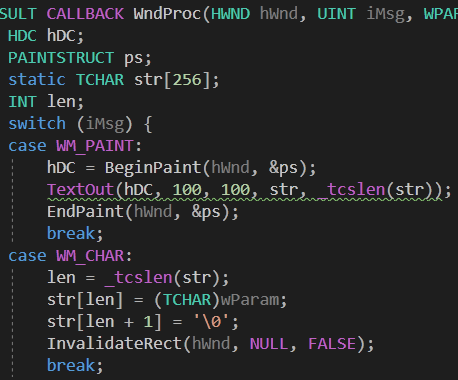 SULT CALLBACK WndProc(HWND hWnd, UINT iMsg, WPAR
HDC hDC;
PAINTSTRUCT ps;
static TCHAR str[256];
INT len;
switch (iMsg) {
case WM_PAINT:
hDC = BeginPaint(hWnd, &ps);
TextOut(hDC, 100, 100, str, _tcslen(str));
EndPaint(hWnd, &ps);
break;
case WM_CHAR:
len = _tcslen(str);
str[len] = (TCHAR)wParam;
str[len + 1] = '\0';
InvalidateRect(hWnd, NULL, FALSE);
break;